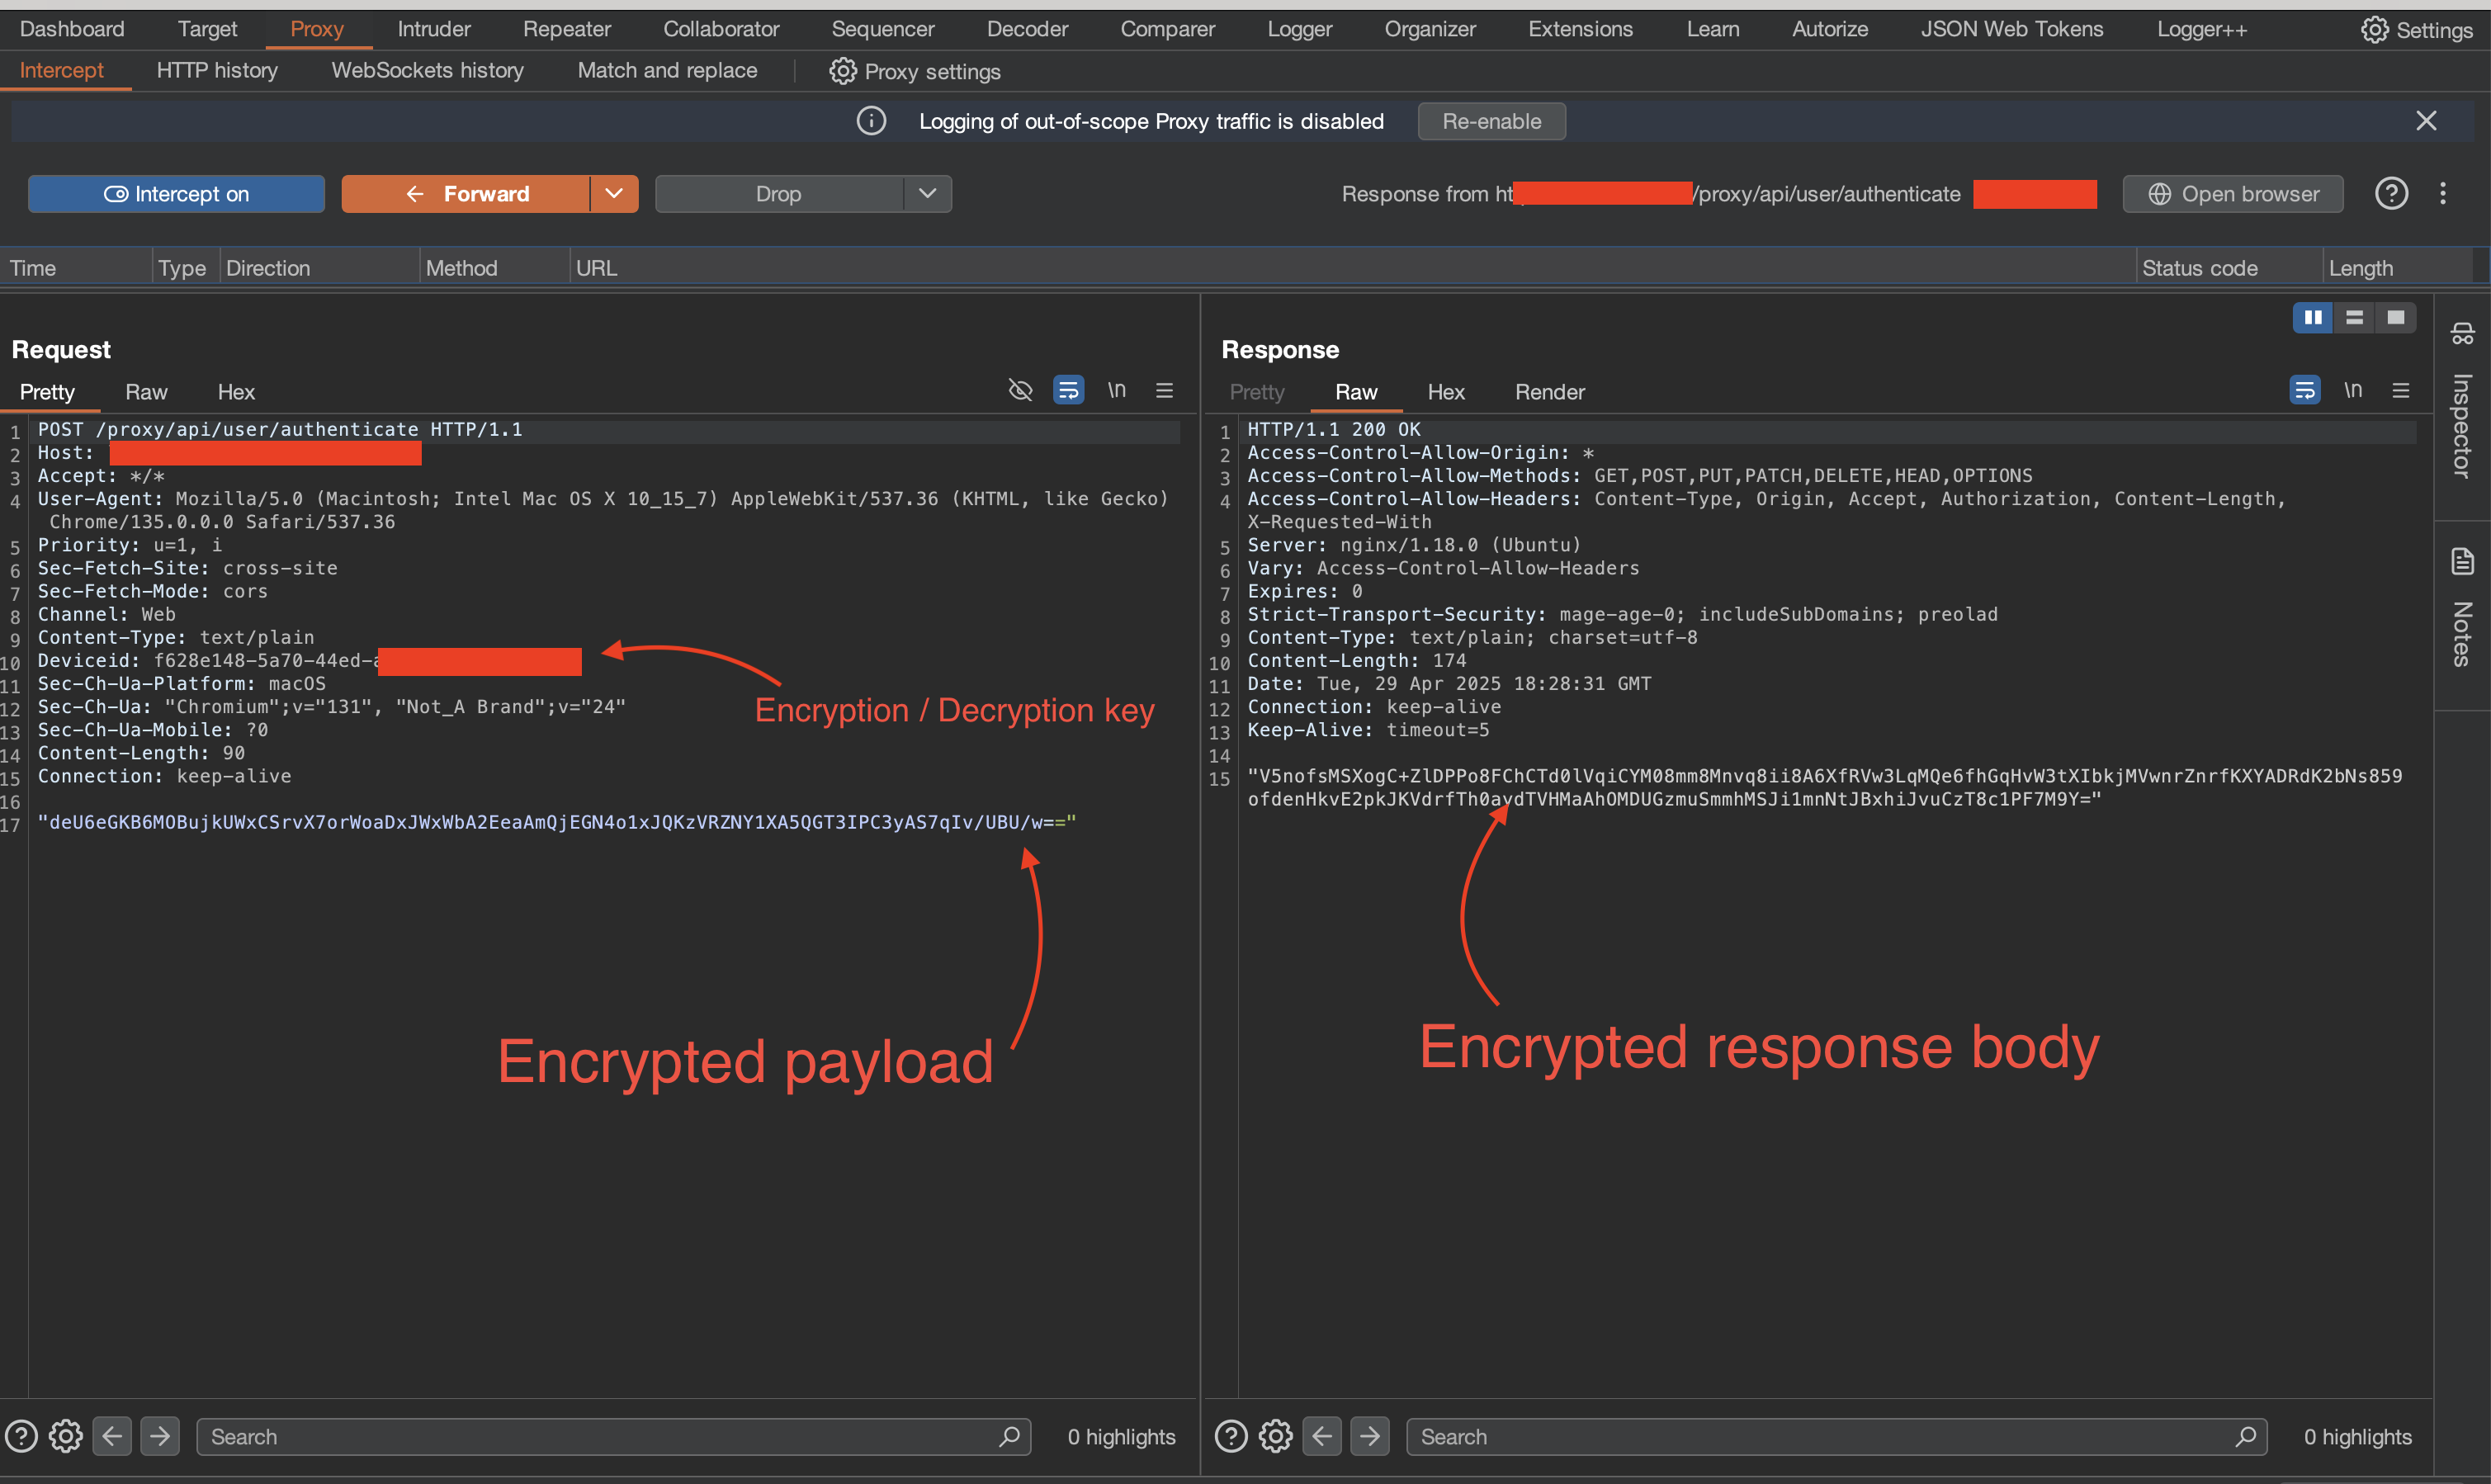 Dashboard Target Proxy Intruder Repeater Collaborator Sequencer Decoder Comparer Logger Organizer Extensions Learn Autorize JSON Web Tokens Logger++ Settings
Intercept HTTP history WebSockets history Match and replace Proxy settings
Logging of out-of-scope Proxy traffic is disabled Re-enable
Intercept on Forward Drop Response from ht /proxy/api/user/authenticate Open browser
Time Type Direction Method URL Status code Length
Request
Pretty Raw Hex \n
1 POST /proxy/api/user/authenticate HTTP/1.1
2 Host:
3 Accept: */*
4 User-Agent: Mozilla/5.0 (Macintosh; Intel Mac OS X 10_15_7) AppleWebKit/537.36 (KHTML, like Gecko)
Chrome/135.0.0.0 Safari/537.36
5 Priority: u=1, i
6 Sec-Fetch-Site: cross-site
7 Sec-Fetch-Mode: cors
8 Channel: Web
9 Content-Type: text/plain
10 Deviceid: f628e148-5a70-44ed-a
11 Sec-Ch-Ua-Platform: macOS
12 Sec-Ch-Ua: "Chromium";v="131", "Not_A Brand";v="24"
13 Sec-Ch-Ua-Mobile: ?0
14 Content-Length: 90
15 Connection: keep-alive
16
17 "deU6eGKB6MOBujkUWxCSrvX7orWoaDxJWxWbA2EeaAmQjEGN4o1xJQKzVRZNY1XA5QGT3IPC3yAS7qIv/UBU/w=="
Encryption / Decryption key
Encrypted payload
Response
Pretty Raw Hex Render \n
1 HTTP/1.1 200 OK
2 Access-Control-Allow-Origin: *
3 Access-Control-Allow-Methods: GET,POST,PUT,PATCH,DELETE,HEAD,OPTIONS
4 Access-Control-Allow-Headers: Content-Type, Origin, Accept, Authorization, Content-Length,
X-Requested-With
5 Server: nginx/1.18.0 (Ubuntu)
6 Vary: Access-Control-Allow-Headers
7 Expires: 0
8 Strict-Transport-Security: mage-age-0; includeSubDomains; preolad
9 Content-Type: text/plain; charset=utf-8
10 Content-Length: 174
11 Date: Tue, 29 Apr 2025 18:28:31 GMT
12 Connection: keep-alive
13 Keep-Alive: timeout=5
14
15 "V5nofsMSXogC+ZlDPPo8FChCTd0lVqiCYM08mm8Mnvq8ii8A6XfRVw3LqMQe6fhGqHvW3tXIbkjMVwnrZnrfKXYADRdK2bNs859
ofdenHkvE2pkJKVdrfTh0aydTVHMaAhOMDUGzmuSmmhMSJi1mnNtJBxhiJvuCzT8c1PF7M9Y="
Encrypted response body
Inspector
Notes
Search 0 highlights
Search 0 highlights